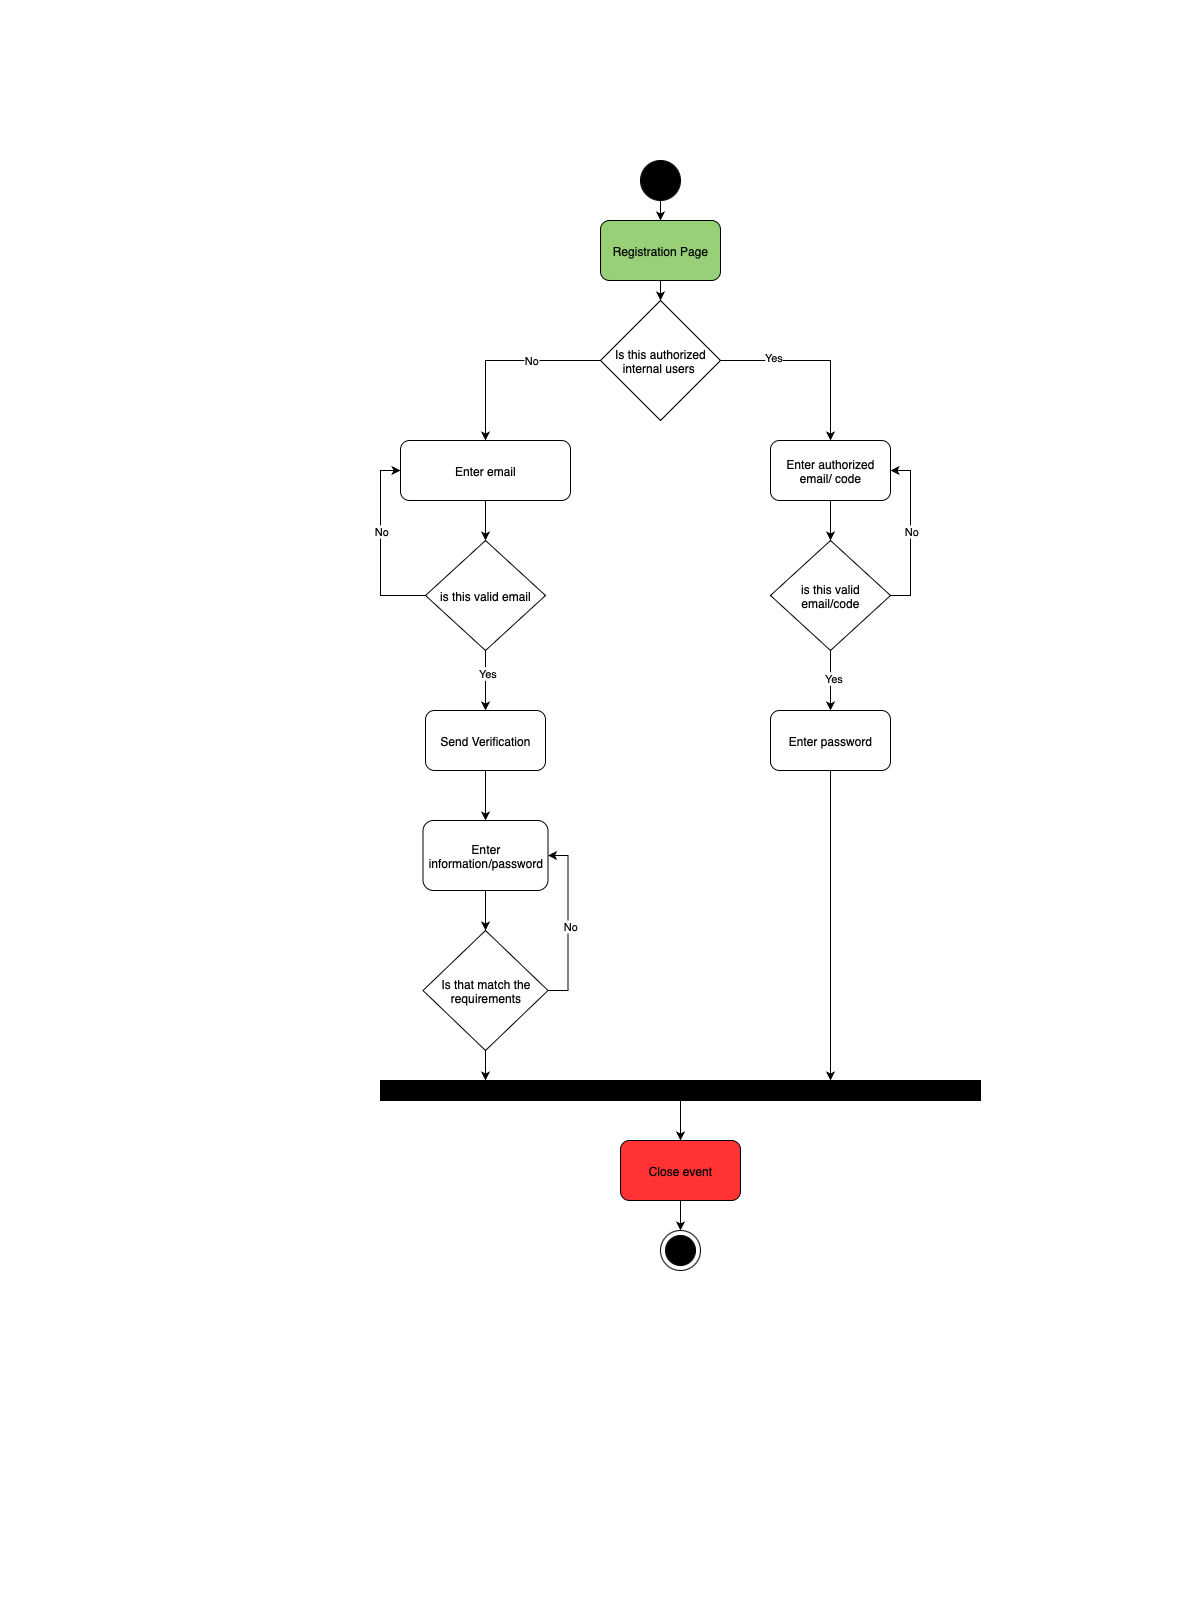 Registration Page
Is this authorized
internal users
No
Yes
Enter email
Enter authorized
email/ code
No
No
is this valid email
is this valid
email/code
Yes
Yes
Send Verification
Enter password
Enter
information/password
No
Is that match the
requirements
Close event